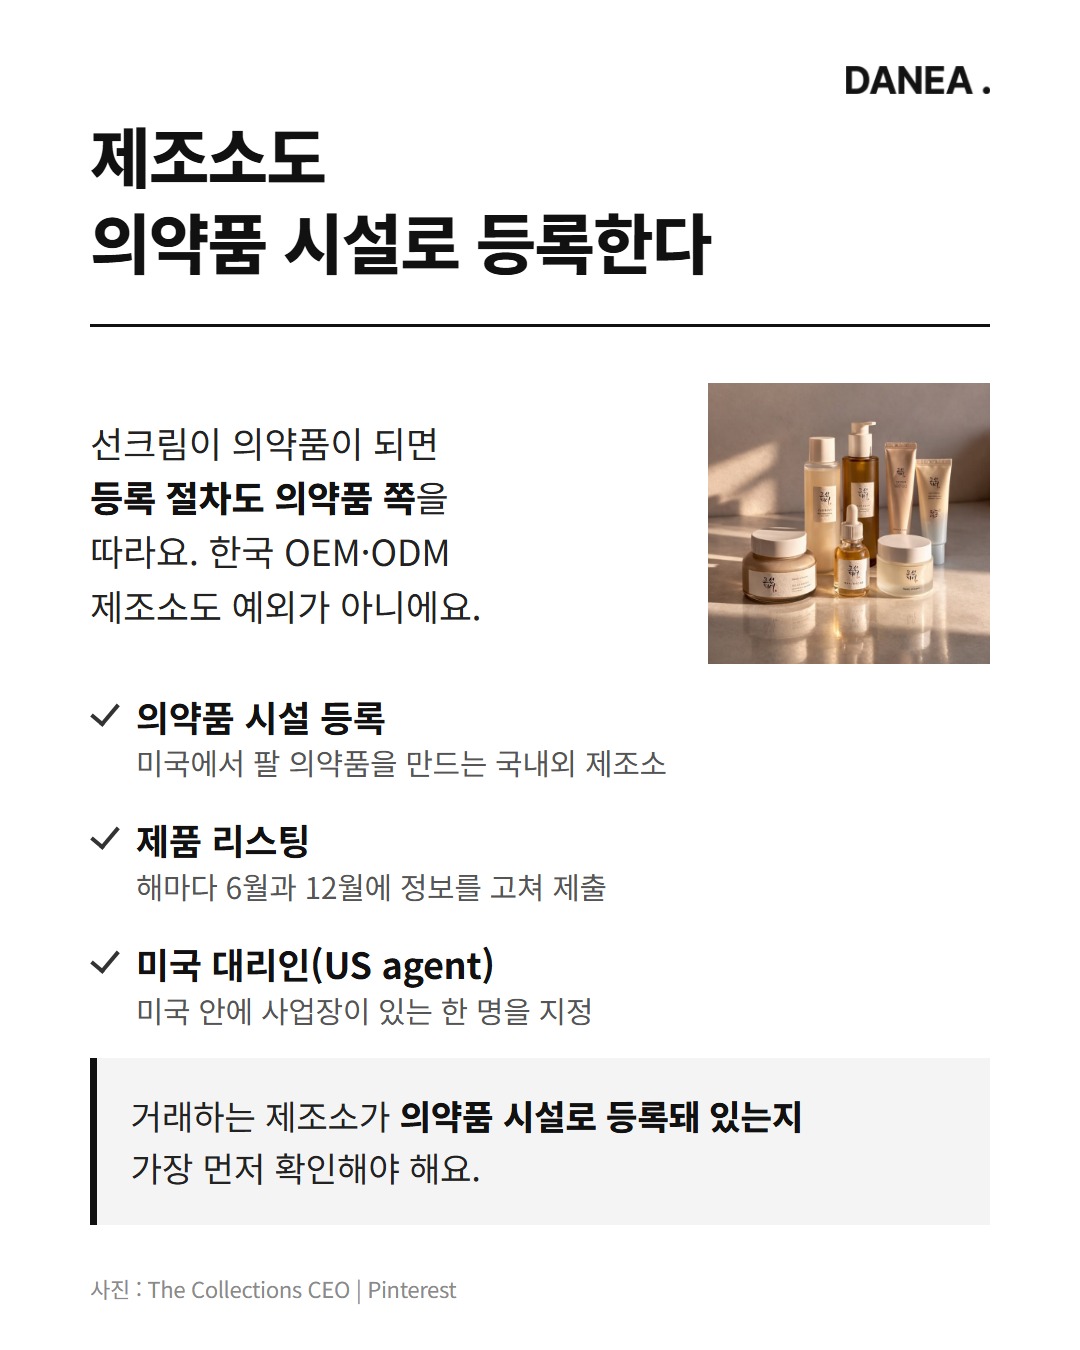 DANEA .
제조소도
의약품 시설로 등록한다
선크림이 의약품이 되면
등록 절차도 의약품 쪽을
따라요. 한국 OEM·ODM
제조소도 예외가 아니에요.
의약품 시설 등록
미국에서 팔 의약품을 만드는 국내외 제조소
제품 리스팅
해마다 6월과 12월에 정보를 고쳐 제출
미국 대리인(US agent)
미국 안에 사업장이 있는 한 명을 지정
거래하는 제조소가 의약품 시설로 등록돼 있는지
가장 먼저 확인해야 해요.
사진 : The Collections CEO | Pinterest